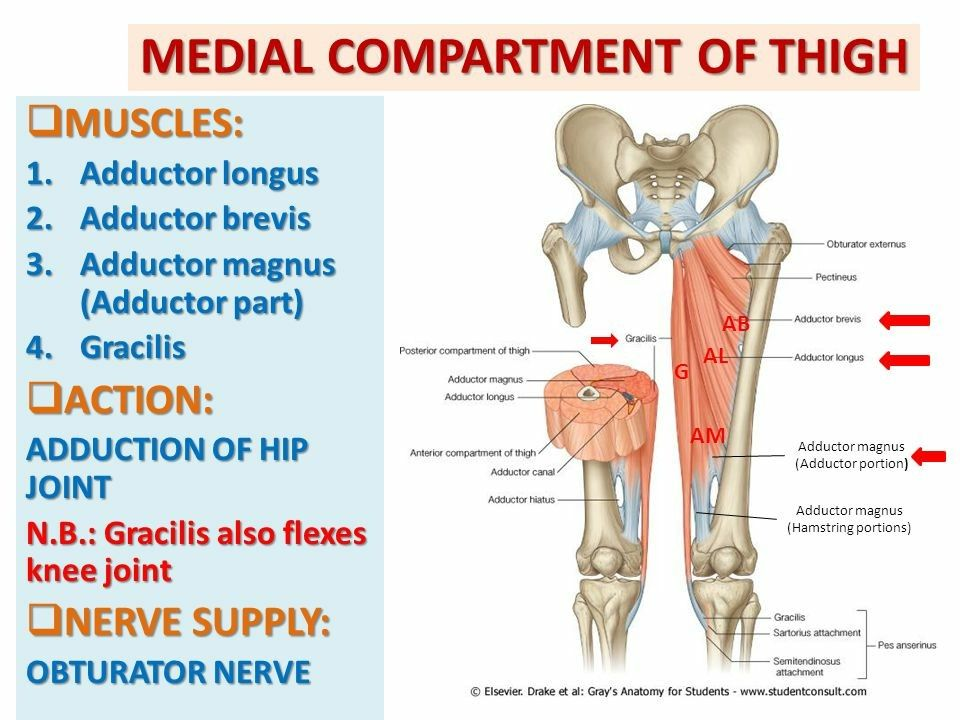 MEDIAL COMPARTMENT OF THIGH
❑MUSCLES:
1. Adductor longus
2. Adductor brevis
3. Adductor magnus
(Adductor part)
4. Gracilis
❑ACTION:
ADDUCTION OF HIP
JOINT
N.B.: Gracilis also flexes
knee joint
❑NERVE SUPPLY:
OBTURATOR NERVE
Obturator externus
Pectineus
AB
Adductor brevis
Gracilis
AL
Adductor longus
G
Posterior compartment of thigh
Adductor magnus
Adductor longus
AM
Anterior compartment of thigh
Adductor canal
Adductor hiatus
Adductor magnus
(Adductor portion)
Adductor magnus
(Hamstring portions)
Gracilis
Sartorius attachment
Pes anserinus
Semitendinosus
attachment
© Elsevier. Drake et al: Gray's Anatomy for Students - www.studentconsult.com